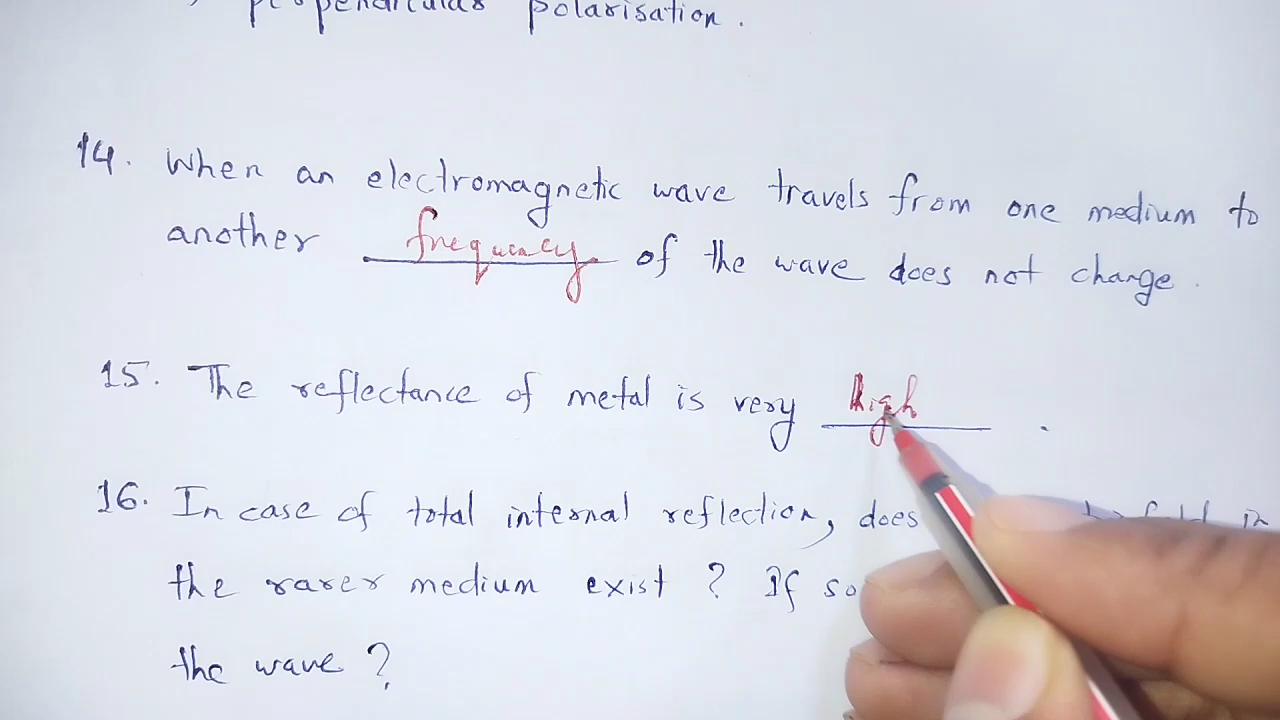 perpendicular polarisation.
14. When an electromagnetic wave travels from one medium to
another frequency of the wave does not change.
15. The reflectance of metal is very high .
16. In case of total internal reflection, does in
the rarer medium exist ? If so
the wave ?